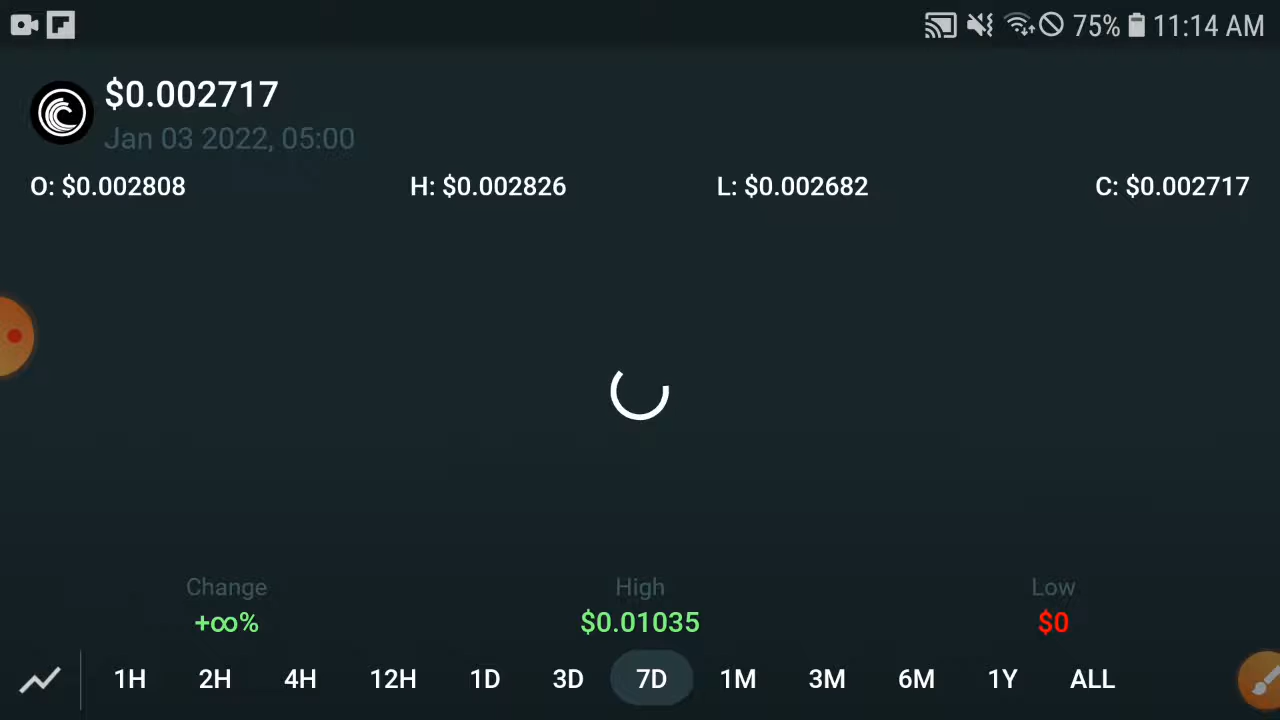 75% 11:14 AM
$0.002717
Jan 03 2022, 05:00
O: $0.002808 H: $0.002826 L: $0.002682 C: $0.002717
Change High Low
+∞% $0.01035 $0
1H 2H 4H 12H 1D 3D 7D 1M 3M 6M 1Y ALL